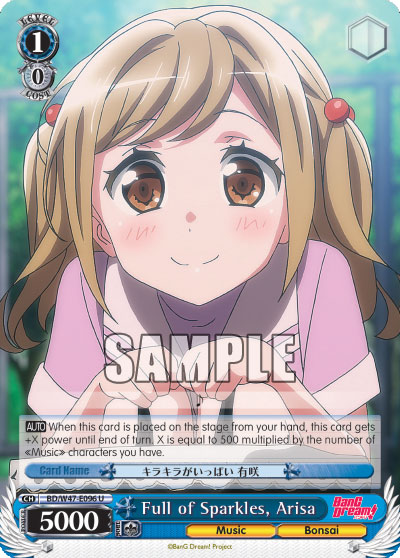 LEVEL
1
0
COST
SAMPLE
AUTO When this card is placed on the stage from your hand, this card gets
+X power until end of turn. X is equal to 500 multiplied by the number of
«Music» characters you have.
Card Name キラキラがいっぱい 有咲
CH BD/W47-E096 U
Full of Sparkles, Arisa
BanG Dream!
POWER
5000
SOUL
Music Bonsai
©BanG Dream! Project